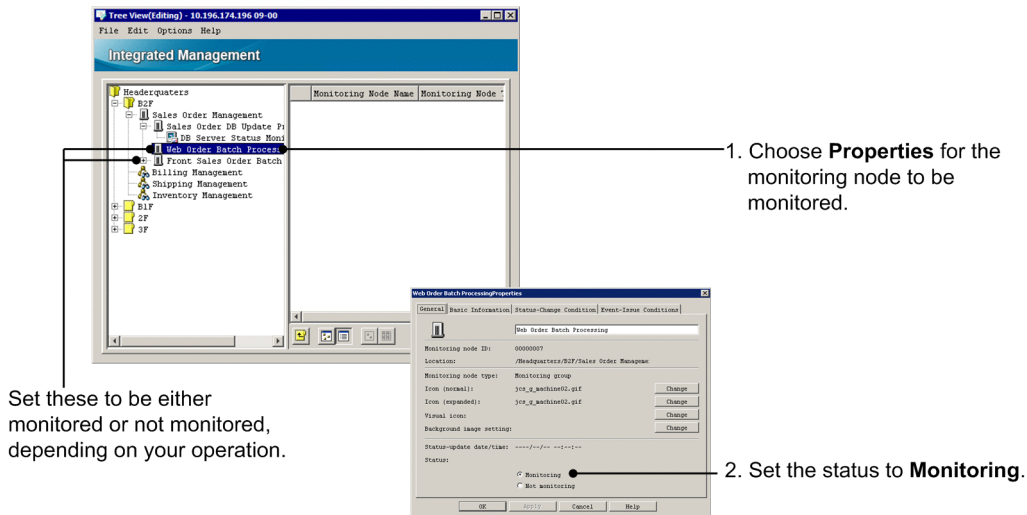 Tree View(Editing) - 10.196.174.196 09-00
File Edit Options Help
Integrated Management
Headerquaters
Monitoring Node Name Monitoring Node
B2F
Sales Order Management
Sales Order DB Update P
DB Server Status Moni
Web Order Batch Proces
Front Sales Order Batch
Billing Management
Shipping Management
Inventory Management
B1F
2F
3F
1. Choose Properties for the
monitoring node to be
monitored.
Set these to be either
monitored or not monitored,
depending on your operation.
Web Order Batch ProcessingProperties
General Basic Information Status-Change Condition Event-Issue Conditions
Web Order Batch Processing
Monitoring node ID: 00000007
Location: /Headquarters/B2F/Sales Order Manageme
Monitoring node type: Monitoring group
Icon (normal): jcs_g_machine02.gif Change
Icon (expanded): jcs_g_machine02.gif Change
Visual icon: Change
Background image setting: Change
Status-update date/time: ----/--/-- --:--:--
Status:
Monitoring
Not monitoring
OK Apply Cancel Help
2. Set the status to Monitoring.